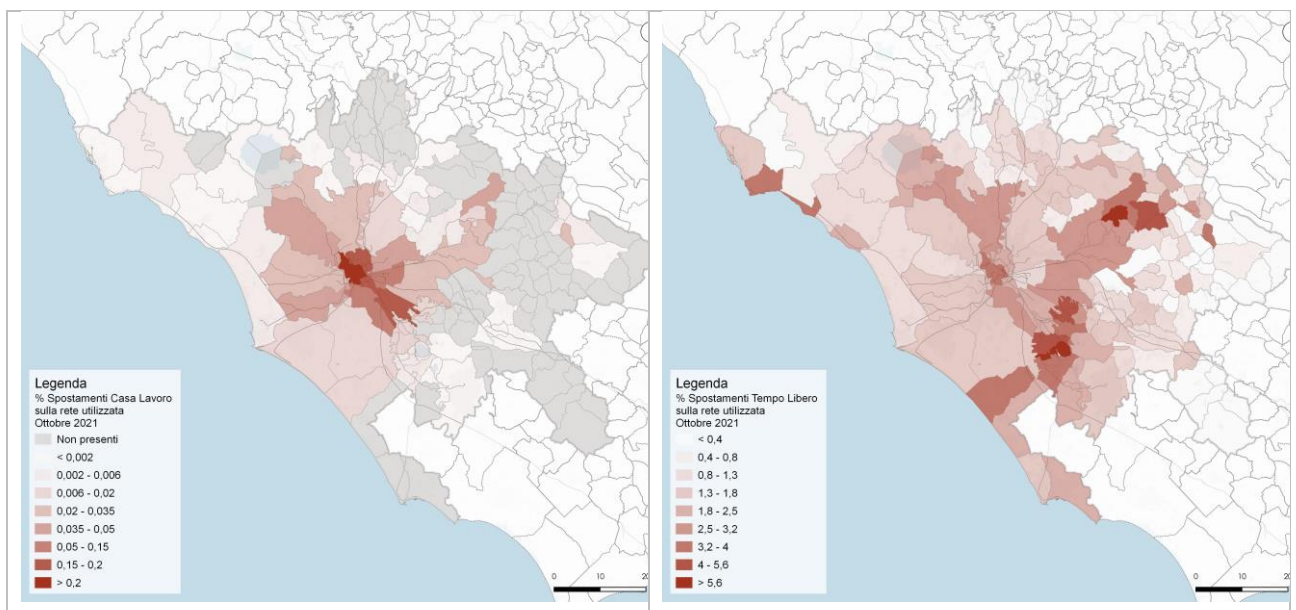 Legenda
% Spostamenti Casa Lavoro
sulla rete utilizzata
Ottobre 2021
Non presenti
< 0,002
0,002 - 0,006
0,006 - 0,02
0,02 - 0,035
0,035 - 0,05
0,05 - 0,15
0,15 - 0,2
> 0,2
0 10 20
Legenda
% Spostamenti Tempo Libero
sulla rete utilizzata
Ottobre 2021
< 0,4
0,4 - 0,8
0,8 - 1,3
1,3 - 1,8
1,8 - 2,5
2,5 - 3,2
3,2 - 4
4 - 5,6
> 5,6
0 10 20